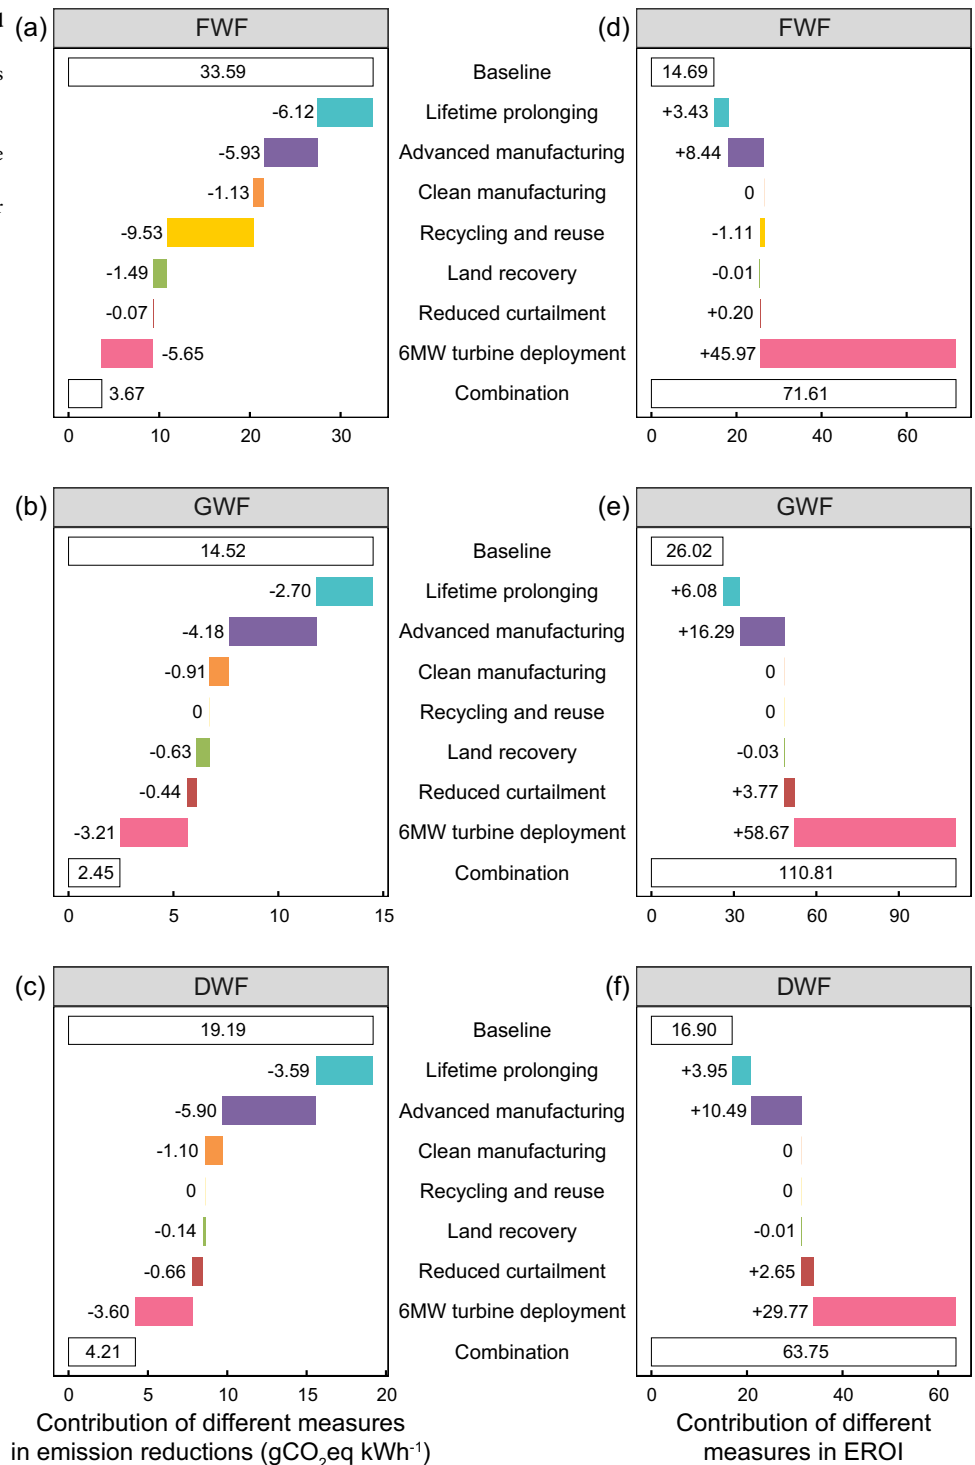 l
s
e
r
(a) FWF
(d) FWF
33.59 Baseline 14.69
-6.12 Lifetime prolonging +3.43
-5.93 Advanced manufacturing +8.44
-1.13 Clean manufacturing 0
-9.53 Recycling and reuse -1.11
-1.49 Land recovery -0.01
-0.07 Reduced curtailment +0.20
-5.65 6MW turbine deployment +45.97
3.67 Combination 71.61
0 10 20 30
0 20 40 60
(b) GWF
(e) GWF
14.52 Baseline 26.02
-2.70 Lifetime prolonging +6.08
-4.18 Advanced manufacturing +16.29
-0.91 Clean manufacturing 0
0 Recycling and reuse 0
-0.63 Land recovery -0.03
-0.44 Reduced curtailment +3.77
-3.21 6MW turbine deployment +58.67
2.45 Combination 110.81
0 5 10 15
0 30 60 90
(c) DWF
(f) DWF
19.19 Baseline 16.90
-3.59 Lifetime prolonging +3.95
-5.90 Advanced manufacturing +10.49
-1.10 Clean manufacturing 0
0 Recycling and reuse 0
-0.14 Land recovery -0.01
-0.66 Reduced curtailment +2.65
-3.60 6MW turbine deployment +29.77
4.21 Combination 63.75
0 5 10 15 20
0 20 40 60
Contribution of different measures
in emission reductions (gCO₂eq kWh⁻¹)
Contribution of different
measures in EROI